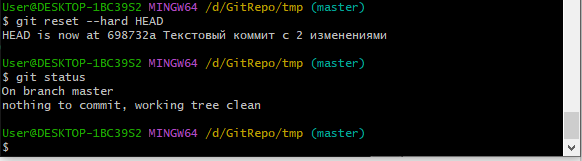 User@DESKTOP-1BC39S2 MINGW64 /d/GitRepo/tmp (master)
$ git reset --hard HEAD
HEAD is now at 698732a Текстовый коммит с 2 изменениями
User@DESKTOP-1BC39S2 MINGW64 /d/GitRepo/tmp (master)
$ git status
On branch master
nothing to commit, working tree clean
User@DESKTOP-1BC39S2 MINGW64 /d/GitRepo/tmp (master)
$